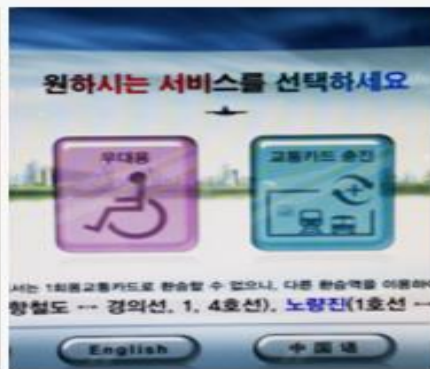 원하시는 서비스를 선택하세요
우대용 교통카드 충전
서는 1회용교통카드로 환승할 수 없으니, 다른 환승역을 이용하
항철도 ↔ 경의선, 1, 4호선), 노량진(1호선 ↔
English 中国语